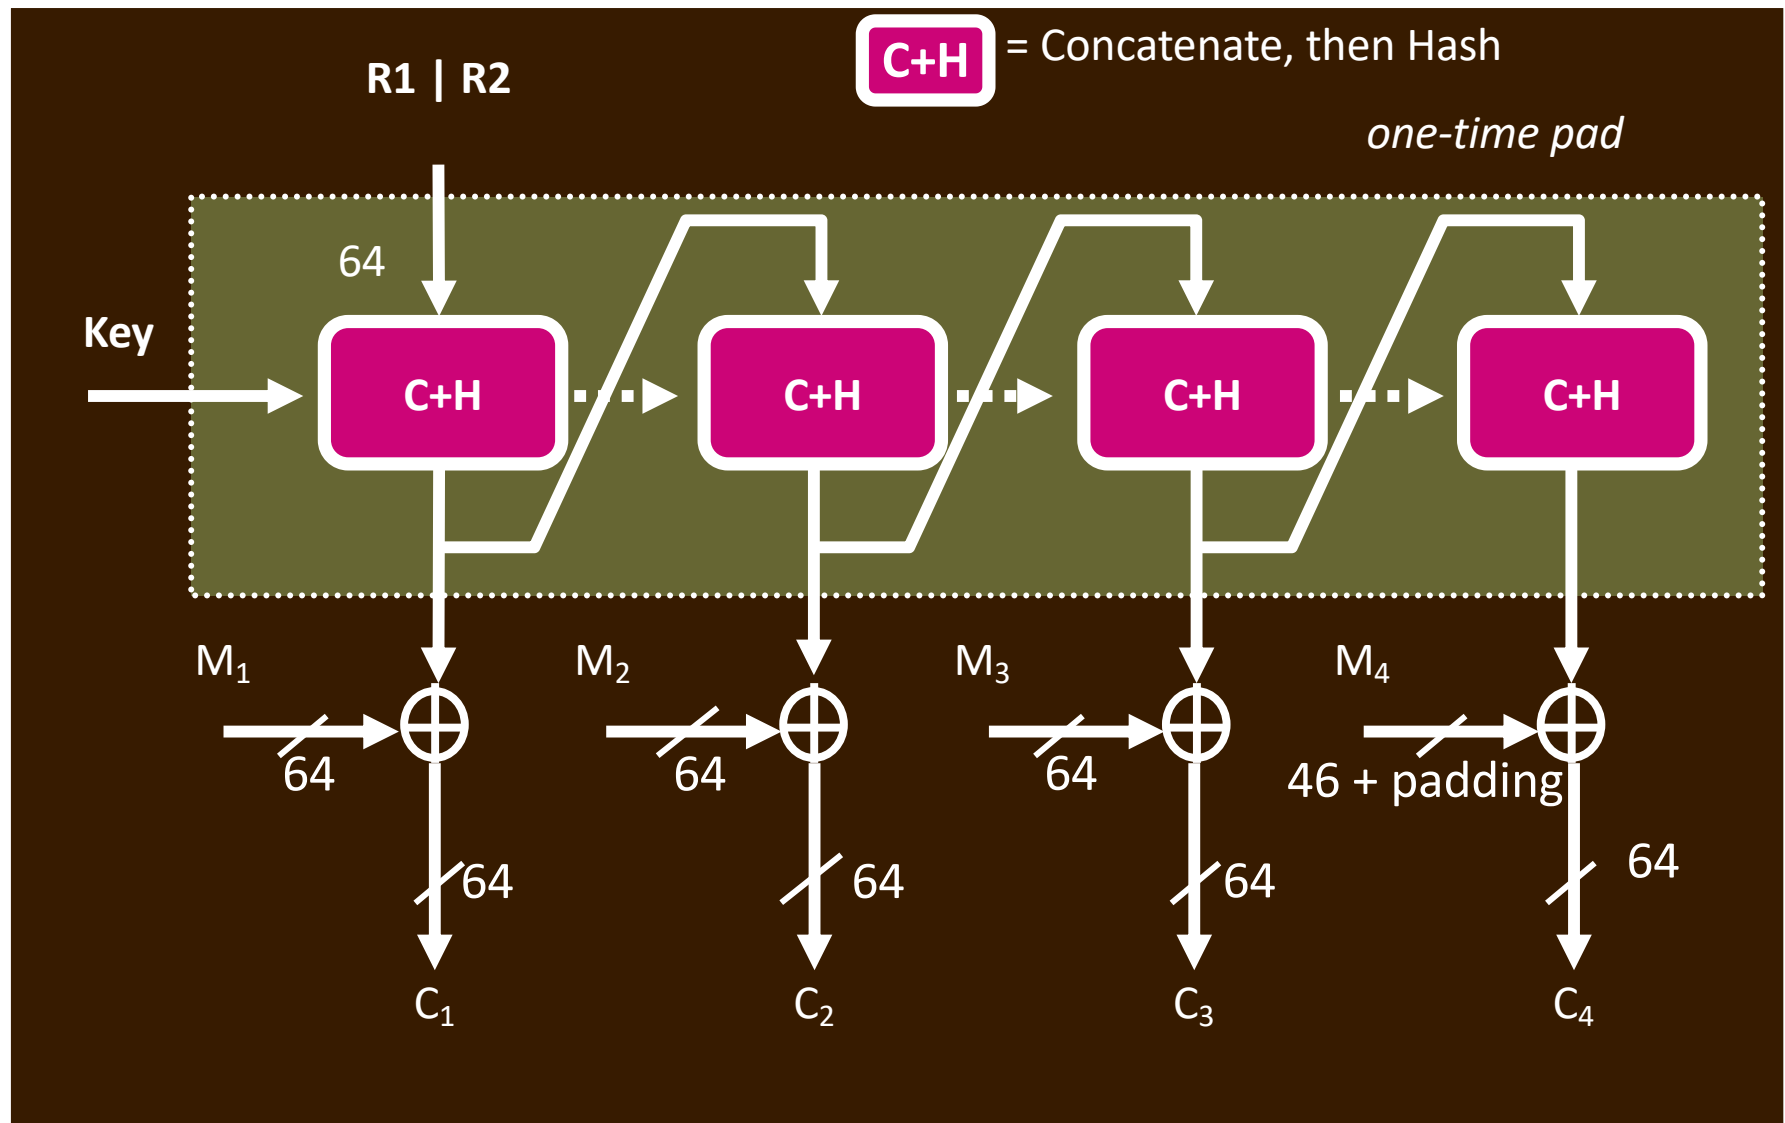 C+H = Concatenate, then Hash
R1 | R2
one-time pad
64
Key
C+H C+H C+H C+H
M₁ M₂ M₃ M₄
64 64 64 46 + padding
64 64 64 64
C₁ C₂ C₃ C₄